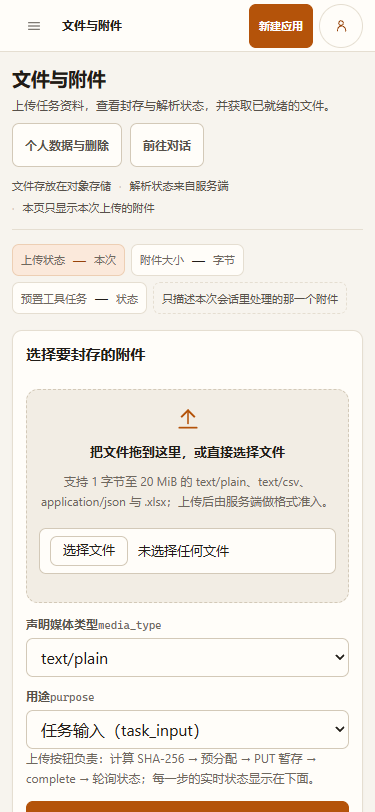 文件与附件
新建应用
文件与附件
上传任务资料，查看封存与解析状态，并获取已就绪的文件。
个人数据与删除
前往对话
文件存放在对象存储 · 解析状态来自服务端
· 本页只显示本次上传的附件
上传状态 — 本次
附件大小 — 字节
预置工具任务 — 状态
只描述本次会话里处理的那一个附件
选择要封存的附件
把文件拖到这里，或直接选择文件
支持 1 字节至 20 MiB 的 text/plain、text/csv、
application/json 与 .xlsx；上传后由服务端做格式准入。
选择文件 未选择任何文件
声明媒体类型media_type
text/plain
用途purpose
任务输入（task_input）
上传按钮负责：计算 SHA-256 → 预分配 → PUT 暂存 →
complete → 轮询状态；每一步的实时状态显示在下面。